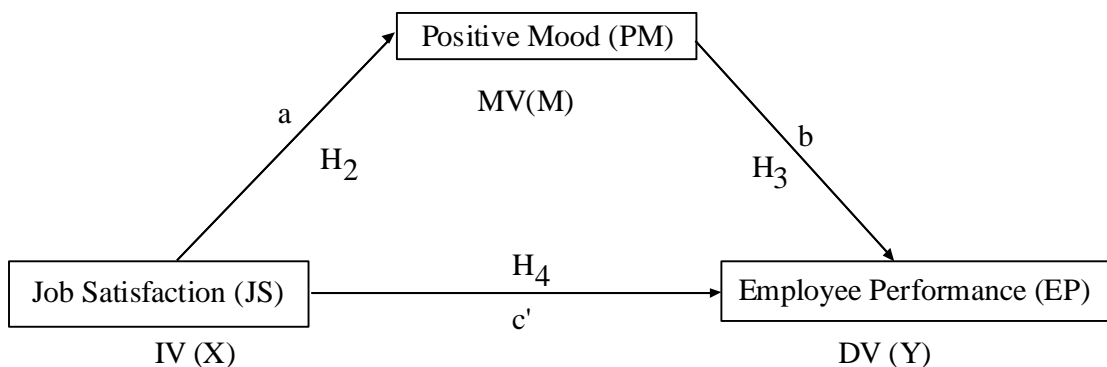 Positive Mood (PM)
MV(M)
a
H2
b
H3
Job Satisfaction (JS)
IV (X)
H4
c'
Employee Performance (EP)
DV (Y)